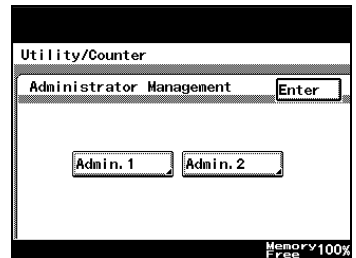 Utility/Counter
Administrator Management
Enter
Admin.1 Admin.2
Memory 100%
Free